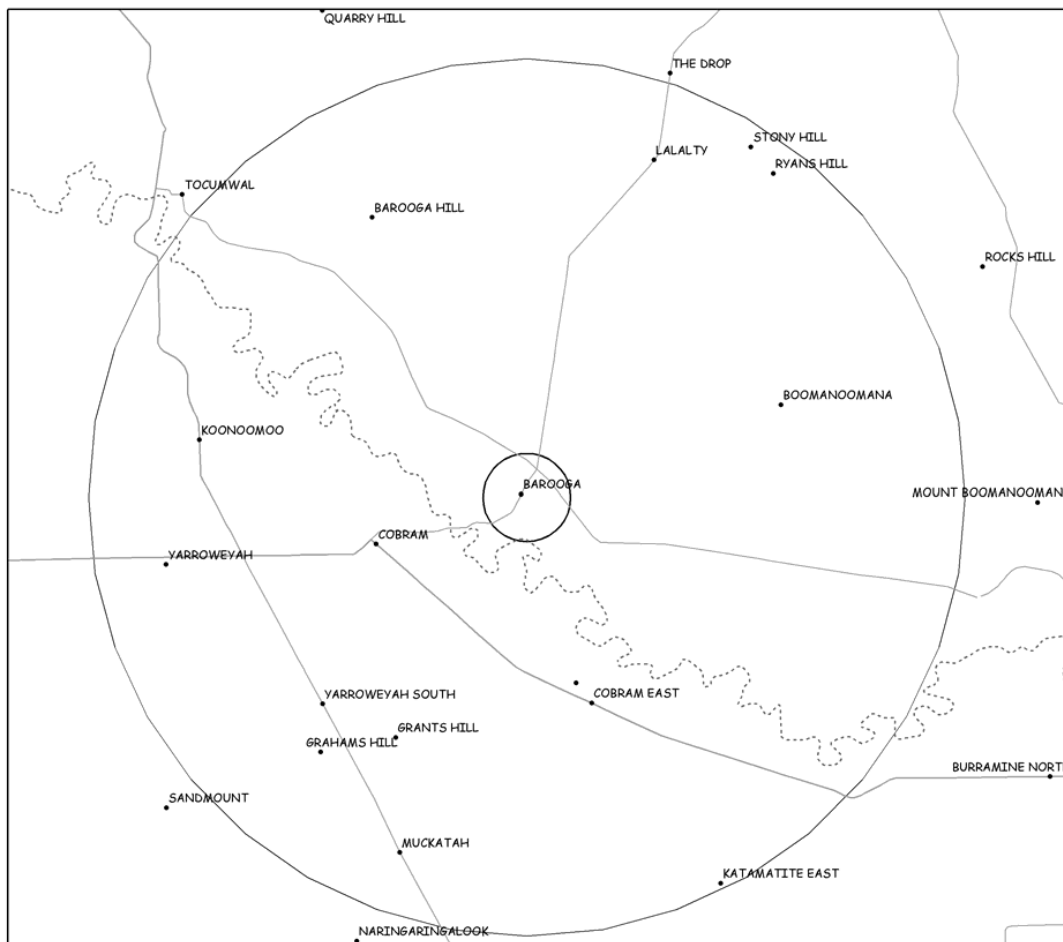 QUARRY HILL
THE DROP
STONY HILL
LALALTY
RYANS HILL
TOCUMWAL
BAROOGA HILL
ROCKS HILL
BOOMANOOMANA
KOONOOMOO
BAROOGA
MOUNT BOOMANOOMAN
COBRAM
YARROWEYAH
YARROWEYAH SOUTH
COBRAM EAST
GRANTS HILL
GRAHAMS HILL
BURRAMINE NORT
SANDMOUNT
MUCKATAH
KATAMATITE EAST
NARINGARINGALOOK